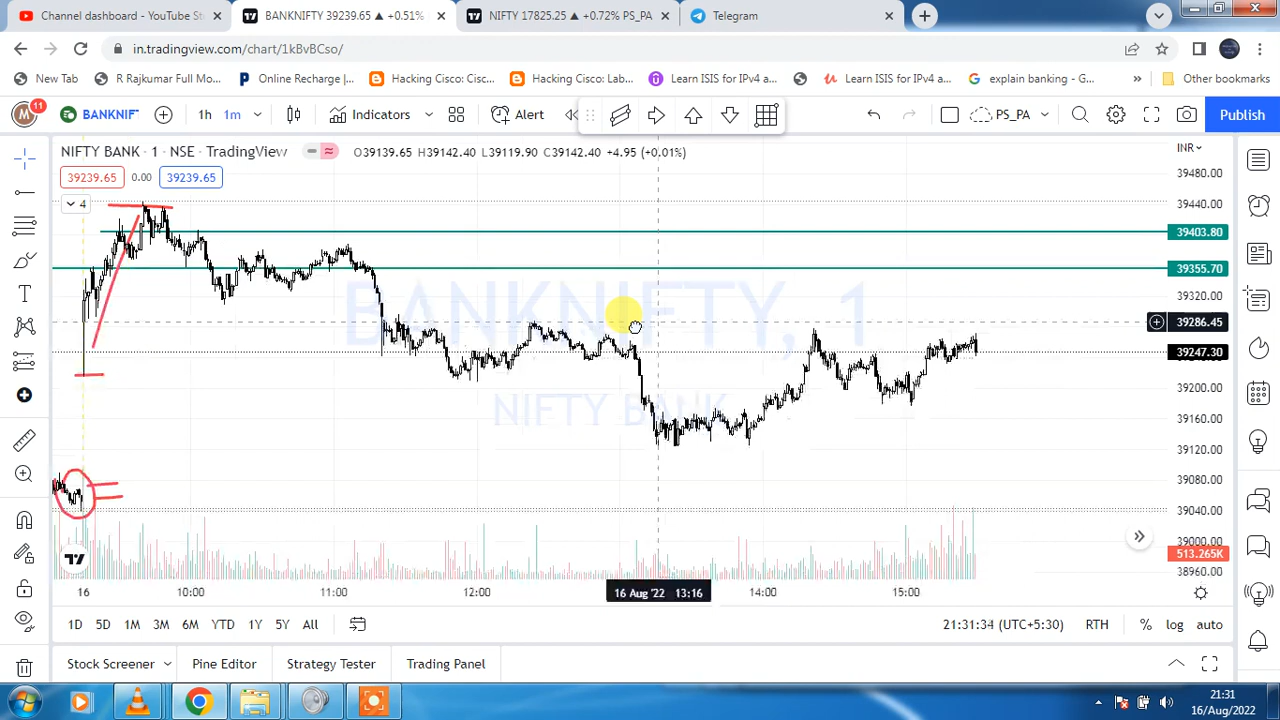 Channel dashboard - YouTube St
BANKNIFTY 39239.65 ▲ +0.51%
NIFTY 17825.25 ▲ +0.72% PS_PA
Telegram
in.tradingview.com/chart/1kBvBCso/
New Tab
R Rajkumar Full Mo...
Online Recharge |...
Hacking Cisco: Cisc...
Hacking Cisco: Lab...
Learn ISIS for IPv4 a...
Learn ISIS for IPv4 a...
explain banking - G...
»
Other bookmarks
M 11
BANKNIF
1h 1m
Indicators
Alert
PS_PA
Publish
NIFTY BANK · 1 · NSE · TradingView
O39139.65 H39142.40 L39119.90 C39142.40 +4.95 (+0.01%)
INR
39239.65 0.00 39239.65
4
BANKNIFTY, 1
NIFTY BANK
39480.00
39440.00
39403.80
39355.70
39320.00
39286.45
39247.30
39200.00
39160.00
39120.00
39080.00
39040.00
39000.00
513.265K
38960.00
16 10:00 11:00 12:00 16 Aug '22 13:16 14:00 15:00
1D 5D 1M 3M 6M YTD 1Y 5Y All
21:31:34 (UTC+5:30) RTH % log auto
Stock Screener Pine Editor Strategy Tester Trading Panel
21:31
16/Aug/2022